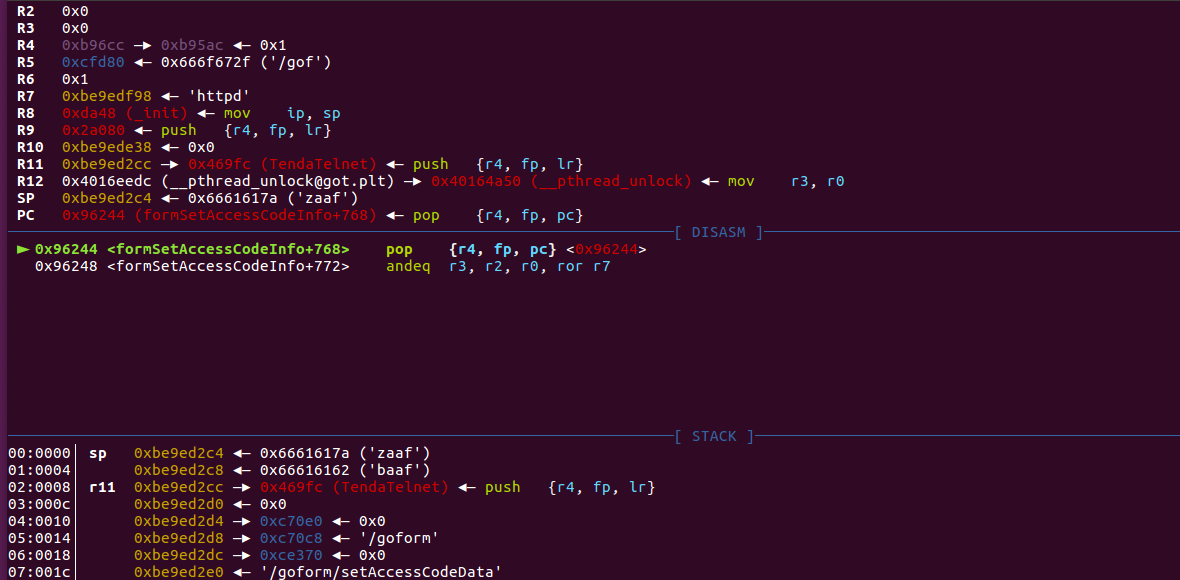 R2 0x0
R3 0x0
R4 0xb96cc —▸ 0xb95ac ◂— 0x1
R5 0xcfd80 ◂— 0x666f672f ('/gof')
R6 0x1
R7 0xbe9edf98 ◂— 'httpd'
R8 0xda48 (_init) ◂— mov ip, sp
R9 0x2a080 ◂— push {r4, fp, lr}
R10 0xbe9ede38 ◂— 0x0
R11 0xbe9ed2cc —▸ 0x469fc (TendaTelnet) ◂— push {r4, fp, lr}
R12 0x4016eedc (__pthread_unlock@got.plt) —▸ 0x40164a50 (__pthread_unlock) ◂— mov r3, r0
SP 0xbe9ed2c4 ◂— 0x6661617a ('zaaf')
PC 0x96244 (formSetAccessCodeInfo+768) ◂— pop {r4, fp, pc}
[ DISASM ]
► 0x96244 <formSetAccessCodeInfo+768> pop {r4, fp, pc} <0x96244>
0x96248 <formSetAccessCodeInfo+772> andeq r3, r2, r0, ror r7
[ STACK ]
00:0000│ sp 0xbe9ed2c4 ◂— 0x6661617a ('zaaf')
01:0004│ 0xbe9ed2c8 ◂— 0x66616162 ('baaf')
02:0008│ r11 0xbe9ed2cc —▸ 0x469fc (TendaTelnet) ◂— push {r4, fp, lr}
03:000c│ 0xbe9ed2d0 ◂— 0x0
04:0010│ 0xbe9ed2d4 —▸ 0xc70e0 ◂— 0x0
05:0014│ 0xbe9ed2d8 —▸ 0xc70c8 ◂— '/goform'
06:0018│ 0xbe9ed2dc —▸ 0xce370 ◂— 0x0
07:001c│ 0xbe9ed2e0 ◂— '/goform/setAccessCodeData'